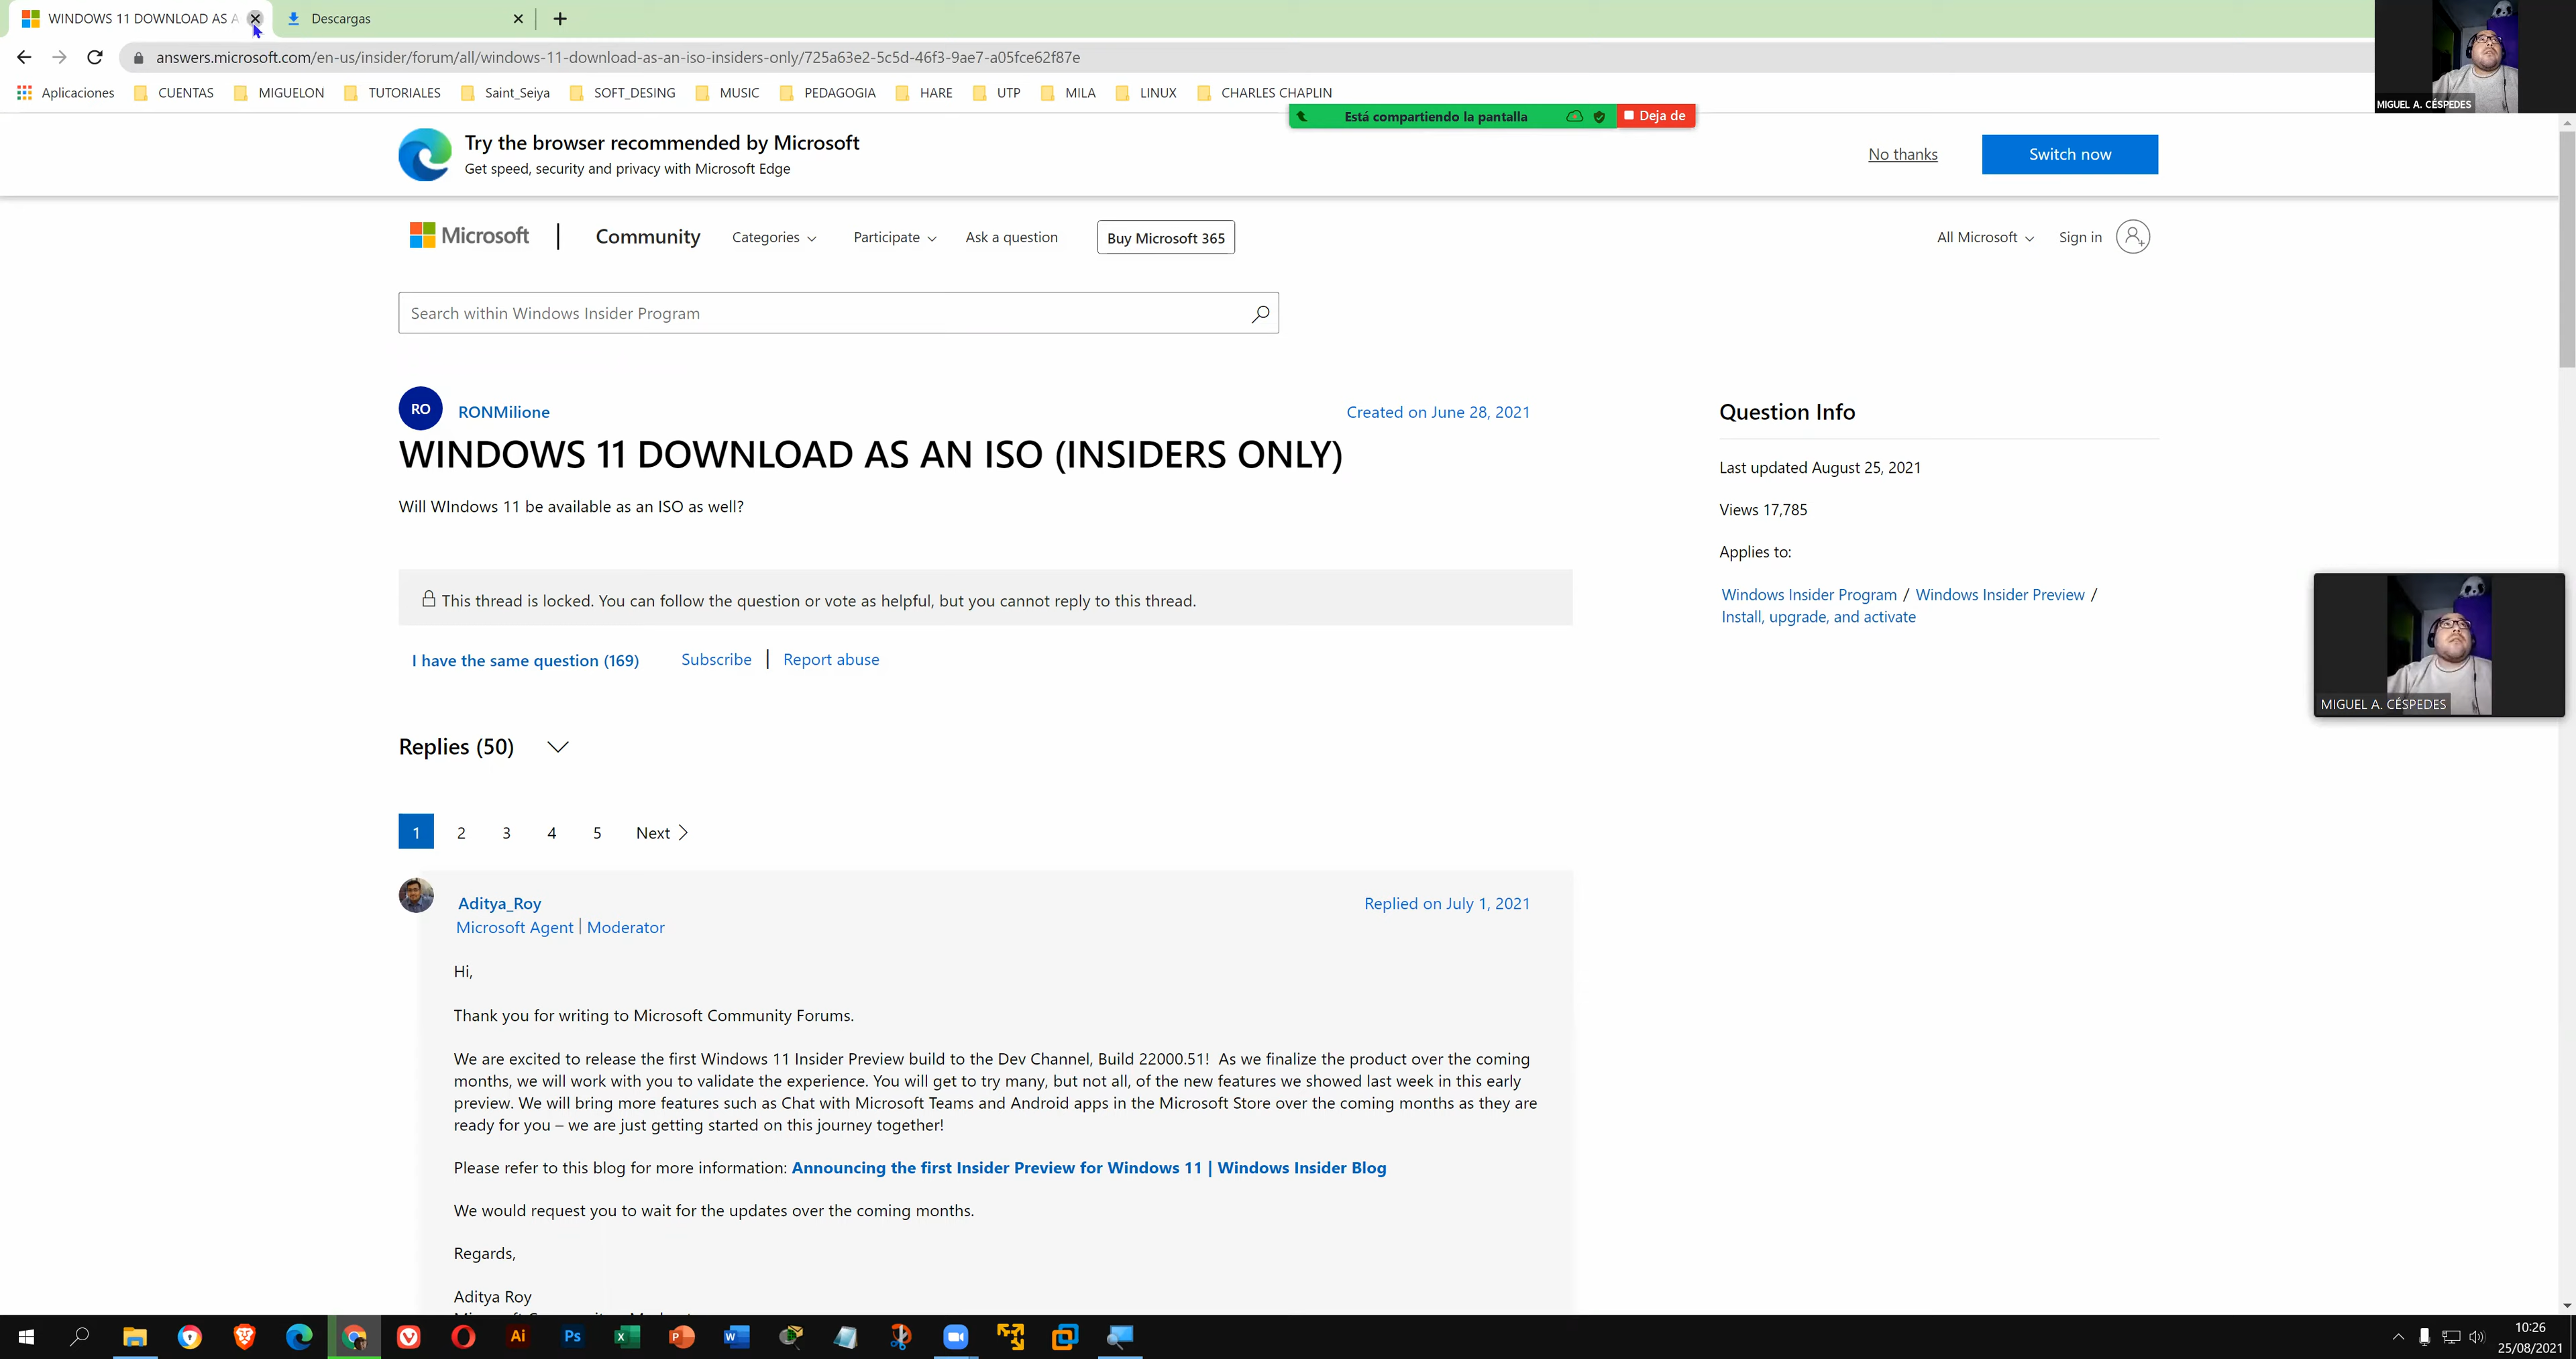 WINDOWS 11 DOWNLOAD AS A
Descargas
answers.microsoft.com/en-us/insider/forum/all/windows-11-download-as-an-iso-insiders-only/725a63e2-5c5d-46f3-9ae7-a05fce62f87e
Aplicaciones CUENTAS MIGUELON TUTORIALES Saint_Seiya SOFT_DESING MUSIC PEDAGOGIA HARE UTP MILA LINUX CHARLES CHAPLIN
MIGUEL A. CÉSPEDES
Está compartiendo la pantalla Deja de
Try the browser recommended by Microsoft
Get speed, security and privacy with Microsoft Edge
No thanks
Switch now
Microsoft | Community Categories Participate Ask a question Buy Microsoft 365
All Microsoft Sign in
Search within Windows Insider Program
RO RONMilione Created on June 28, 2021
WINDOWS 11 DOWNLOAD AS AN ISO (INSIDERS ONLY)
Will WIndows 11 be available as an ISO as well?
This thread is locked. You can follow the question or vote as helpful, but you cannot reply to this thread.
I have the same question (169) Subscribe | Report abuse
Question Info
Last updated August 25, 2021
Views 17,785
Applies to:
Windows Insider Program / Windows Insider Preview /
Install, upgrade, and activate
MIGUEL A. CÉSPEDES
Replies (50)
1 2 3 4 5 Next
Aditya_Roy Replied on July 1, 2021
Microsoft Agent | Moderator
Hi,
Thank you for writing to Microsoft Community Forums.
We are excited to release the first Windows 11 Insider Preview build to the Dev Channel, Build 22000.51! As we finalize the product over the coming
months, we will work with you to validate the experience. You will get to try many, but not all, of the new features we showed last week in this early
preview. We will bring more features such as Chat with Microsoft Teams and Android apps in the Microsoft Store over the coming months as they are
ready for you – we are just getting started on this journey together!
Please refer to this blog for more information: Announcing the first Insider Preview for Windows 11 | Windows Insider Blog
We would request you to wait for the updates over the coming months.
Regards,
Aditya Roy
Ai Ps
10:26
25/08/2021